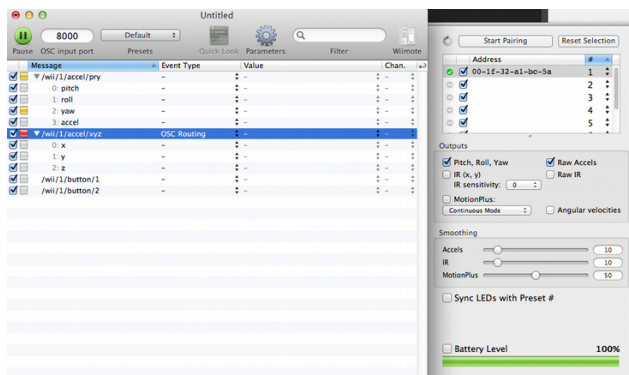 Untitled
8000
Default
Pause
OSC input port
Presets
Quick Look
Parameters
Filter
Wiimote
Message
Event Type
Value
Chan.
/wii/1/accel/pry
-
-
-
0: pitch
-
-
-
1: roll
-
-
-
2: yaw
-
-
-
3: accel
-
-
-
/wii/1/accel/xyz
OSC Routing
-
-
0: x
-
-
-
1: y
-
-
-
2: z
-
-
-
/wii/1/button/1
-
-
-
/wii/1/button/2
-
-
-
Start Pairing
Reset Selection
Address
#
00-1f-32-a1-bc-5a
1
2
3
4
5
Outputs
Pitch, Roll, Yaw
Raw Accels
IR (x, y)
Raw IR
IR sensitivity:
0
MotionPlus:
Continuous Mode
Angular velocities
Smoothing
Accels
10
IR
10
MotionPlus
50
Sync LEDs with Preset #
Battery Level
100%